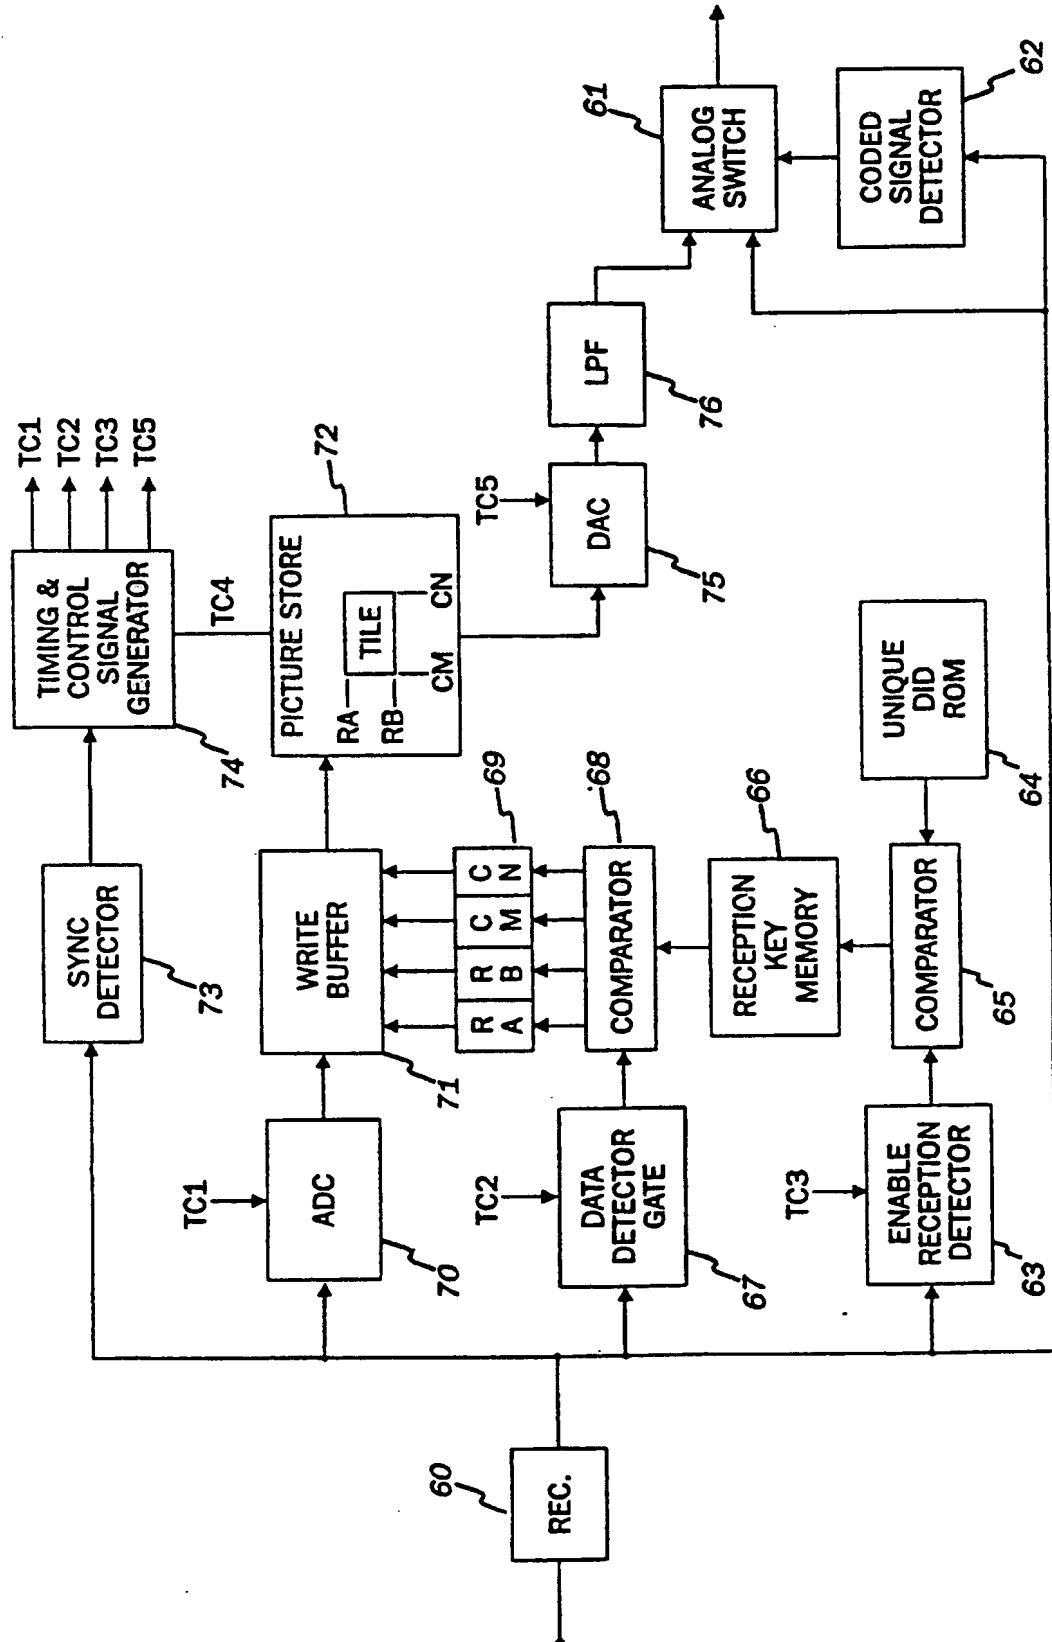 TIMING &
CONTROL
SIGNAL
GENERATOR
74
TC1
TC2
TC3
TC5
TC4
SYNC
DETECTOR
73
PICTURE STORE
RA
RB
TILE
CM
CN
72
WRITE
BUFFER
71
ADC
TC1
70
R
A
R
B
C
M
C
N
69
COMPARATOR
68
DATA
DETECTOR
GATE
TC2
67
RECEPTION
KEY
MEMORY
66
COMPARATOR
65
UNIQUE
DID
ROM
64
ENABLE
RECEPTION
DETECTOR
TC3
63
REC.
60
DAC
TC5
75
LPF
76
ANALOG
SWITCH
61
CODED
SIGNAL
DETECTOR
62